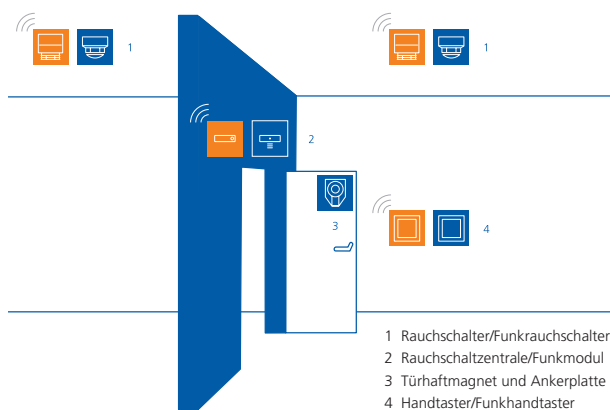 1
1
2
3
4
1 Rauchschalter/Funkrauchschalter
2 Rauchschaltzentrale/Funkmodul
3 Türhaftmagnet und Ankerplatte
4 Handtaster/Funkhandtaster